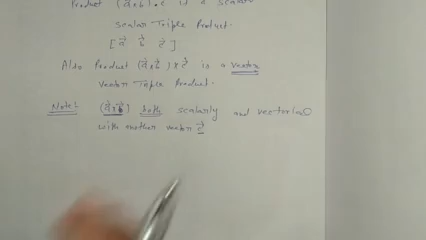 Product (a⃗×b⃗)·c⃗ is a scalar
scalar Triple Product.
[a⃗ b⃗ c⃗].
Also Product (a⃗×b⃗)×c⃗ is a vector
Vector Triple Product.
Note! (a⃗×b⃗) both scalarly and
with another vector c⃗